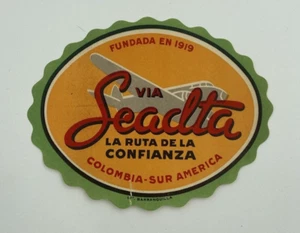 FUNDADA EN 1919
VIA
Scadta
LA RUTA DE LA
CONFIANZA
COLOMBIA-SUR AMERICA